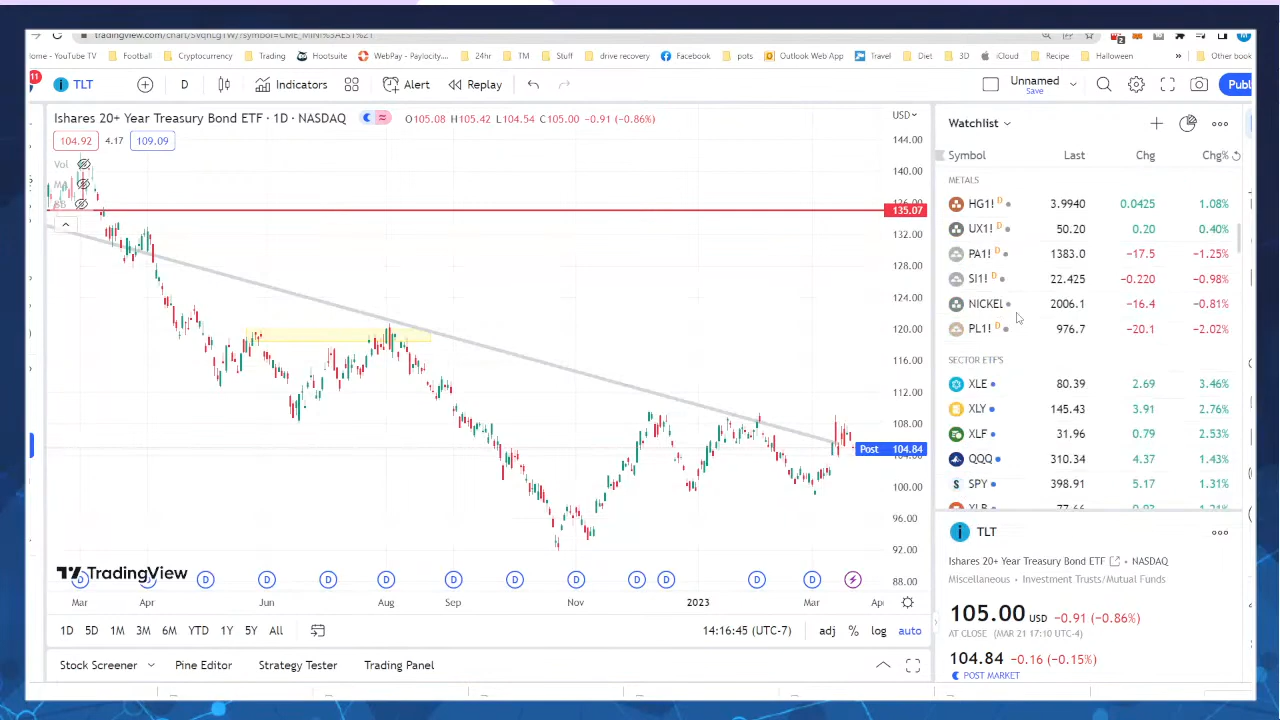 tradingview.com/chart/SVqnLgTW/?symbol=CME_MINI%3AES1%21
ome - YouTube TV Football Cryptocurrency Trading Hootsuite WebPay - Payrasty.... 24hr TM Stuff drive recovery Facebook pots Outlook Web App Travel Diet 3D iCloud Recipe Halloween » Other book
11 TLT D Indicators Alert Replay Unnamed Save Publ
Ishares 20+ Year Treasury Bond ETF · 1D · NASDAQ O105.08 H105.42 L104.54 C105.00 −0.91 (−0.86%) USD
104.92 4.17 109.09
Vol
MA
BB
144.00
140.00
135.07
132.00
128.00
124.00
120.00
116.00
112.00
108.00
Post 104.84
100.00
96.00
92.00
88.00
TradingView
D D D D D D D D D D D D D
Mar Apr Jun Aug Sep Nov 2023 Mar Ap
1D 5D 1M 3M 6M YTD 1Y 5Y All 14:16:45 (UTC-7) adj % log auto
Stock Screener Pine Editor Strategy Tester Trading Panel
Watchlist
Symbol Last Chg Chg%
METALS
HG1! D 3.9940 0.0425 1.08%
UX1! D 50.20 0.20 0.40%
PA1! D 1383.0 −17.5 −1.25%
SI1! D 22.425 −0.220 −0.98%
NICKEL 2006.1 −16.4 −0.81%
PL1! D 976.7 −20.1 −2.02%
SECTOR ETF'S
XLE 80.39 2.69 3.46%
XLY 145.43 3.91 2.76%
XLF 31.96 0.79 2.53%
QQQ 310.34 4.37 1.43%
SPY 398.91 5.17 1.31%
TLT
Ishares 20+ Year Treasury Bond ETF • NASDAQ
Miscellaneous • Investment Trusts/Mutual Funds
105.00 USD −0.91 (−0.86%)
AT CLOSE (MAR 21 17:10 UTC-4)
104.84 −0.16 (−0.15%)
POST MARKET